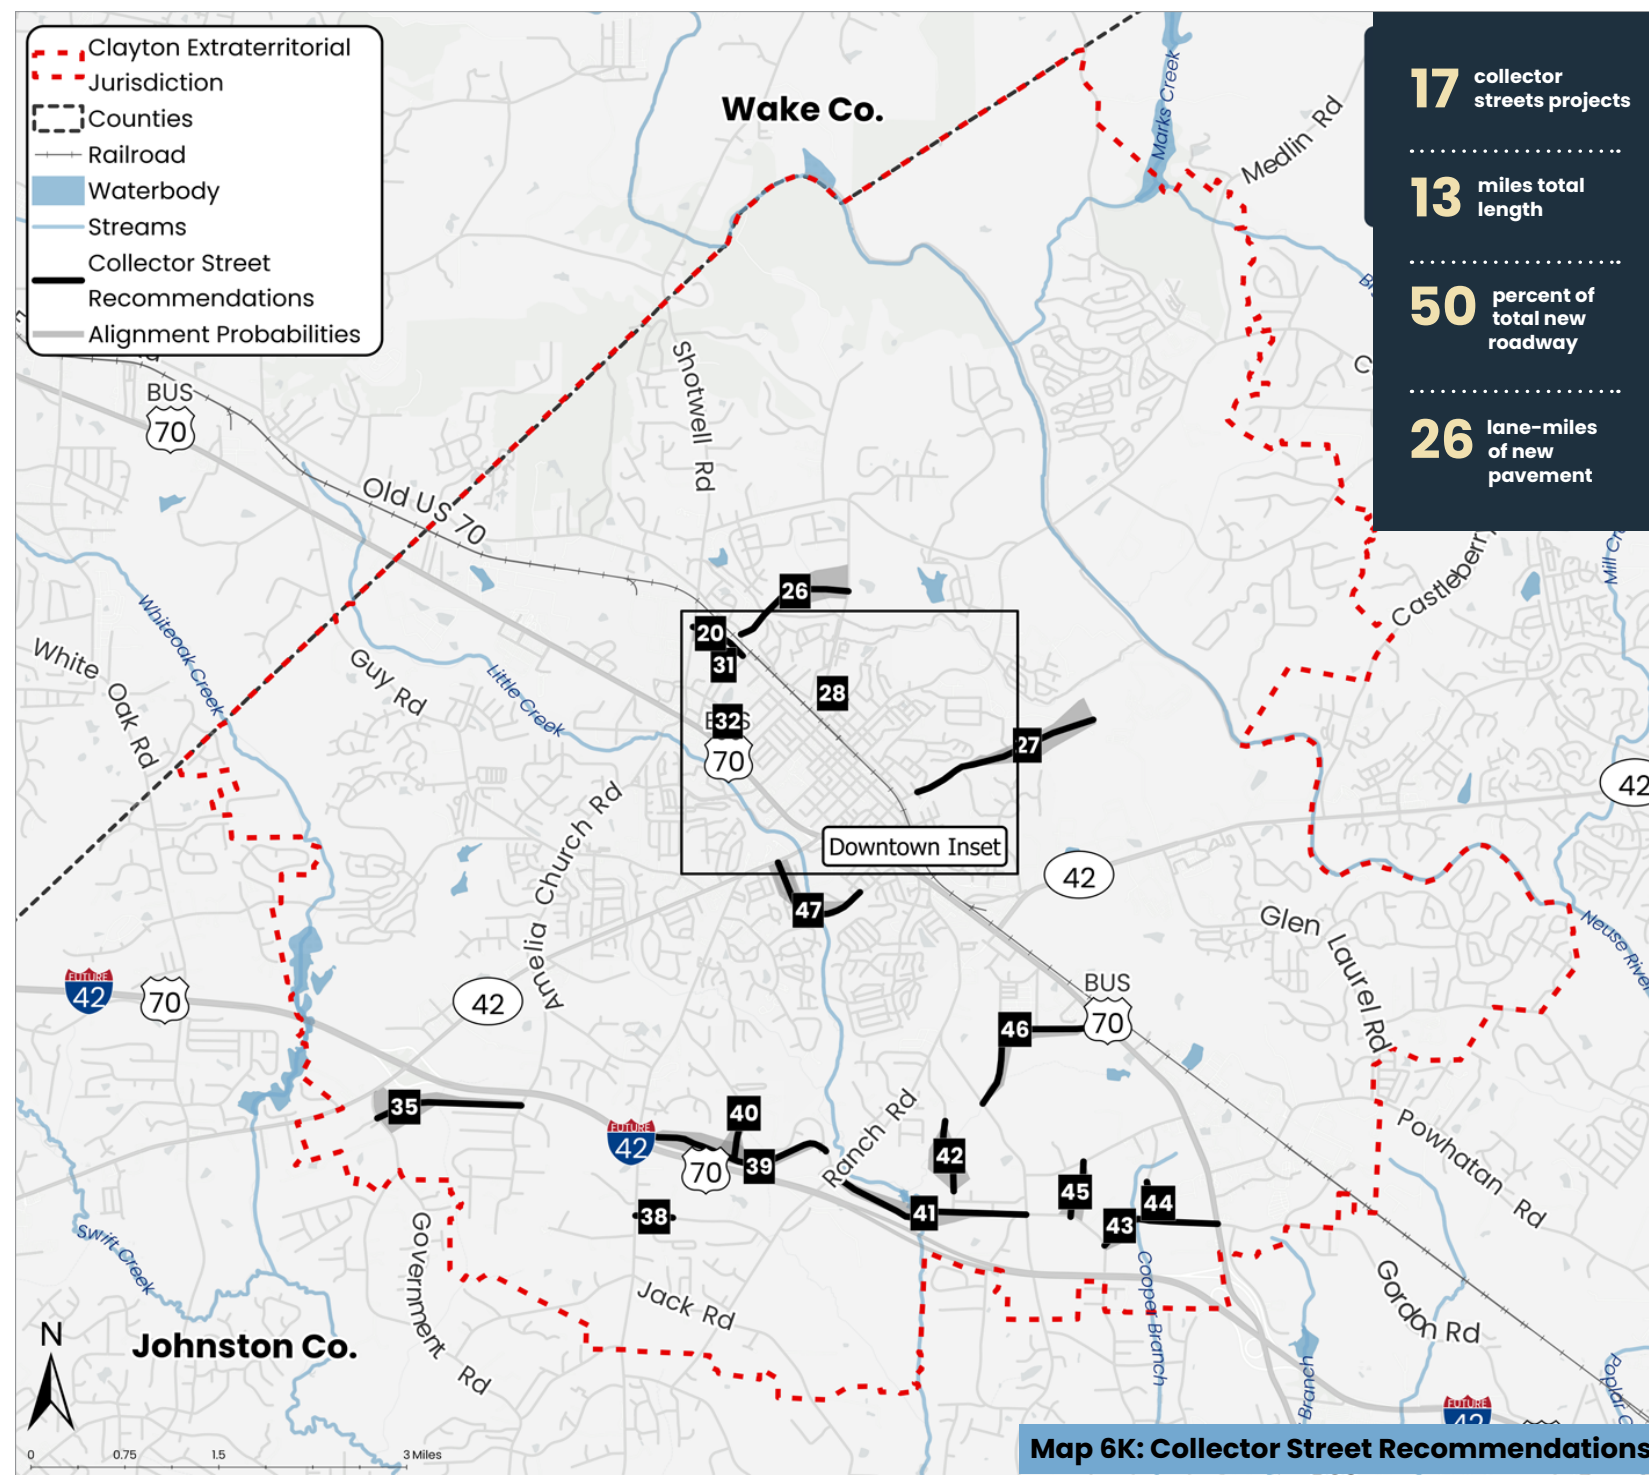 Clayton Extraterritorial
Jurisdiction
Counties
Railroad
Waterbody
Streams
Collector Street
Recommendations
Alignment Probabilities
17 collector
streets projects
13 miles total
length
50 percent of
total new
roadway
26 lane-miles
of new
pavement
Wake Co.
Marks Creek
Medlin Rd
BUS
70
Shotwell Rd
Old US 70
Castleberr
26
20
31
28
32
70
27
Whiteoak Creek
White Oak Rd
Guy Rd
Little Creek
42
Downtown Inset
42
Amelia Church Rd
47
Glen Laurel Rd
Neuse River
FUTURE
42
70
42
BUS
70
46
35
40
FUTURE
42
70
39
Ranch Rd
42
Powhatan Rd
38
41
45
44
43
Swift Creek
Government Rd
Jack Rd
Cooper Branch
Gordon Rd
Branch
Johnston Co.
N
0 0.75 1.5 3 Miles
FUTURE
42
Map 6K: Collector Street Recommendations